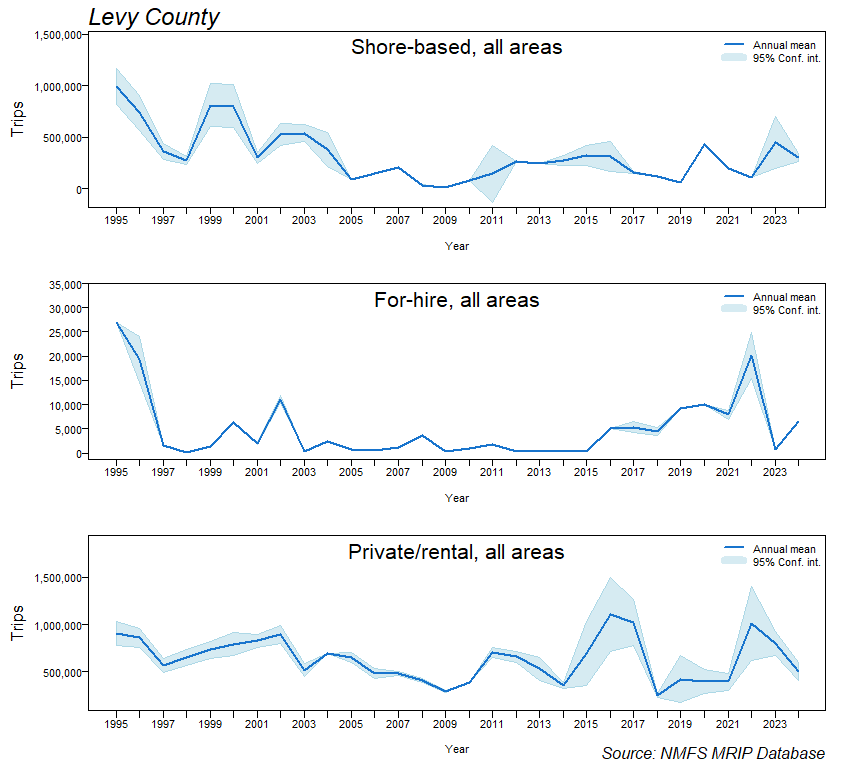 Levy County
Shore-based, all areas
Annual mean
95% Conf. int.
Trips
1,500,000
1,000,000
500,000
0
1995 1997 1999 2001 2003 2005 2007 2009 2011 2013 2015 2017 2019 2021 2023
Year
For-hire, all areas
Annual mean
95% Conf. int.
Trips
35,000
30,000
25,000
20,000
15,000
10,000
5,000
0
1995 1997 1999 2001 2003 2005 2007 2009 2011 2013 2015 2017 2019 2021 2023
Year
Private/rental, all areas
Annual mean
95% Conf. int.
Trips
1,500,000
1,000,000
500,000
1995 1997 1999 2001 2003 2005 2007 2009 2011 2013 2015 2017 2019 2021 2023
Year
Source: NMFS MRIP Database